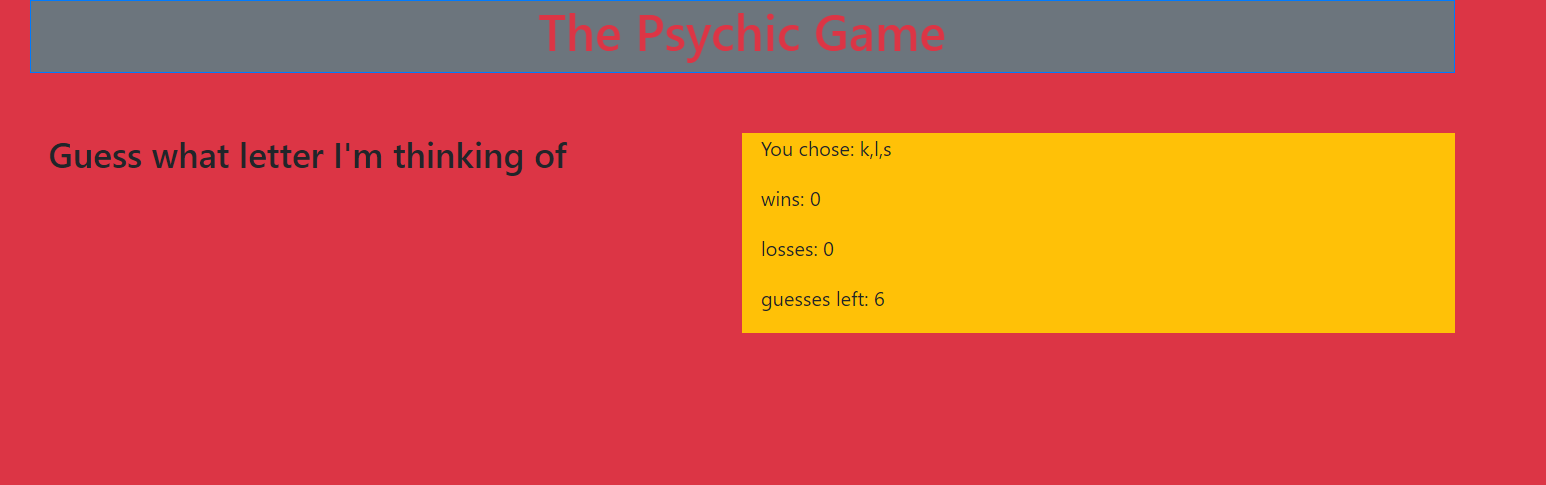 The Psychic Game
Guess what letter I'm thinking of
You chose: k,l,s
wins: 0
losses: 0
guesses left: 6